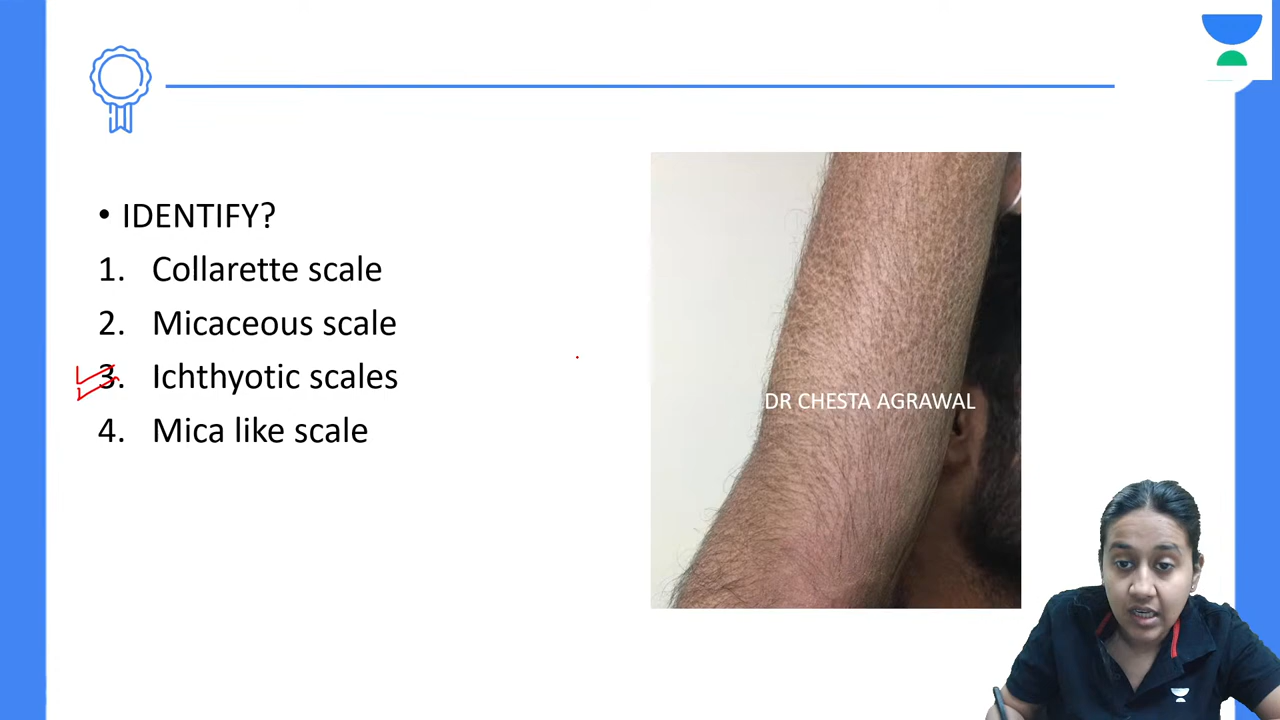 • IDENTIFY?
1. Collarette scale
2. Micaceous scale
3. Ichthyotic scales
4. Mica like scale
DR CHESTA AGRAWAL